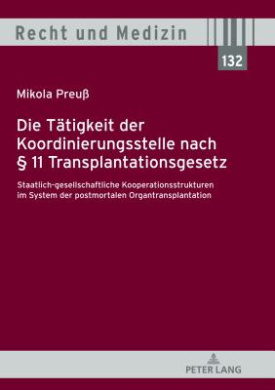 Recht und Medizin
132
Mikola Preuß
Die Tätigkeit der
Koordinierungsstelle nach
§ 11 Transplantationsgesetz
Staatlich-gesellschaftliche Kooperationsstrukturen
im System der postmortalen Organtransplantation
PETER LANG